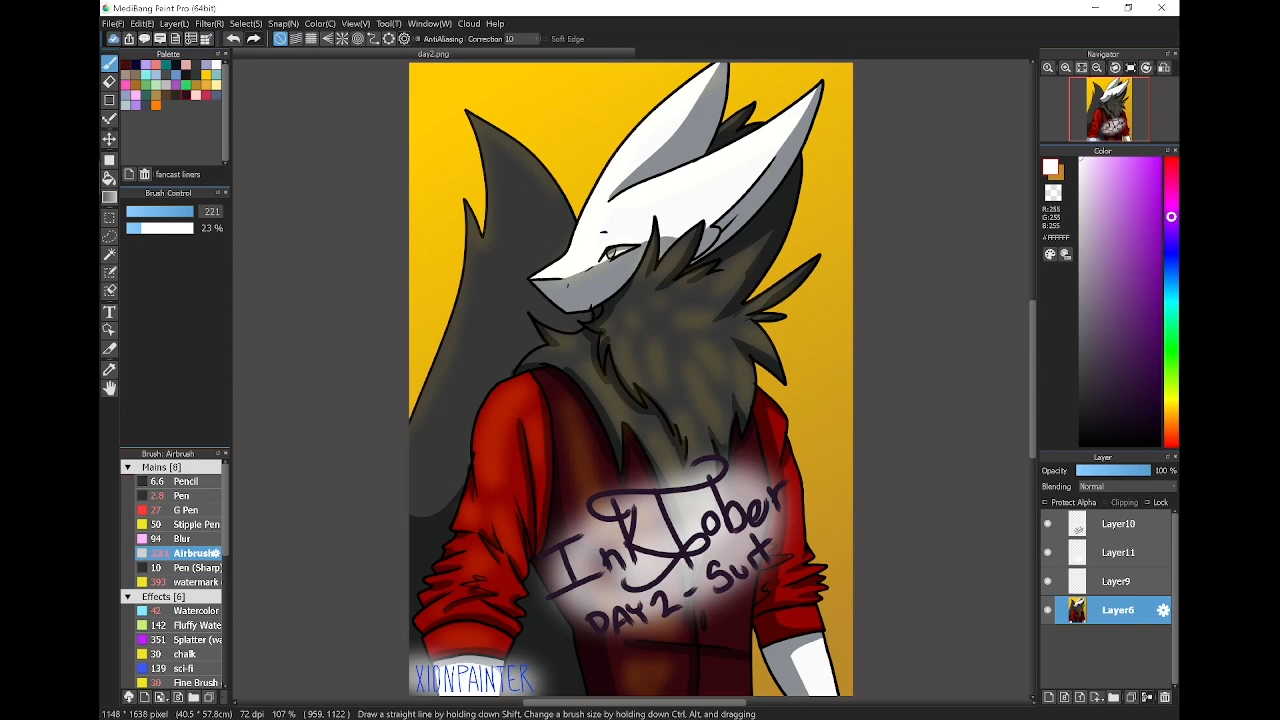 MediBang Paint Pro (64bit)
File(F) Edit(E) Layer(L) Filter(R) Select(S) Snap(N) Color(C) View(V) Tool(T) Window(W) Cloud Help
AntiAliasing Correction 10 Soft Edge
Palette
day2.png
Navigator
fancast liners
Brush Control
221
23 %
Color
R:255
G:255
B:255
#FFFFFF
Brush: Airbrush
Mains [8]
6.6 Pencil
2.8 Pen
27 G Pen
50 Stipple Pen
94 Blur
221 Airbrush
10 Pen (Sharp)
393 watermark
Effects [6]
42 Watercolor
142 Fluffy Wate
351 Splatter (wa
30 chalk
139 sci-fi
30 Fine Brush
Layer
Opacity 100 %
Blending Normal
Protect Alpha Clipping Lock
Layer10
Layer11
Layer9
Layer6
InkTober
DAY 2 - Suit
XIONPAINTER
1148 * 1638 pixel (40.5 * 57.8cm) 72 dpi 107 % ( 959, 1122 ) Draw a straight line by holding down Shift, Change a brush size by holding down Ctrl, Alt, and dragging